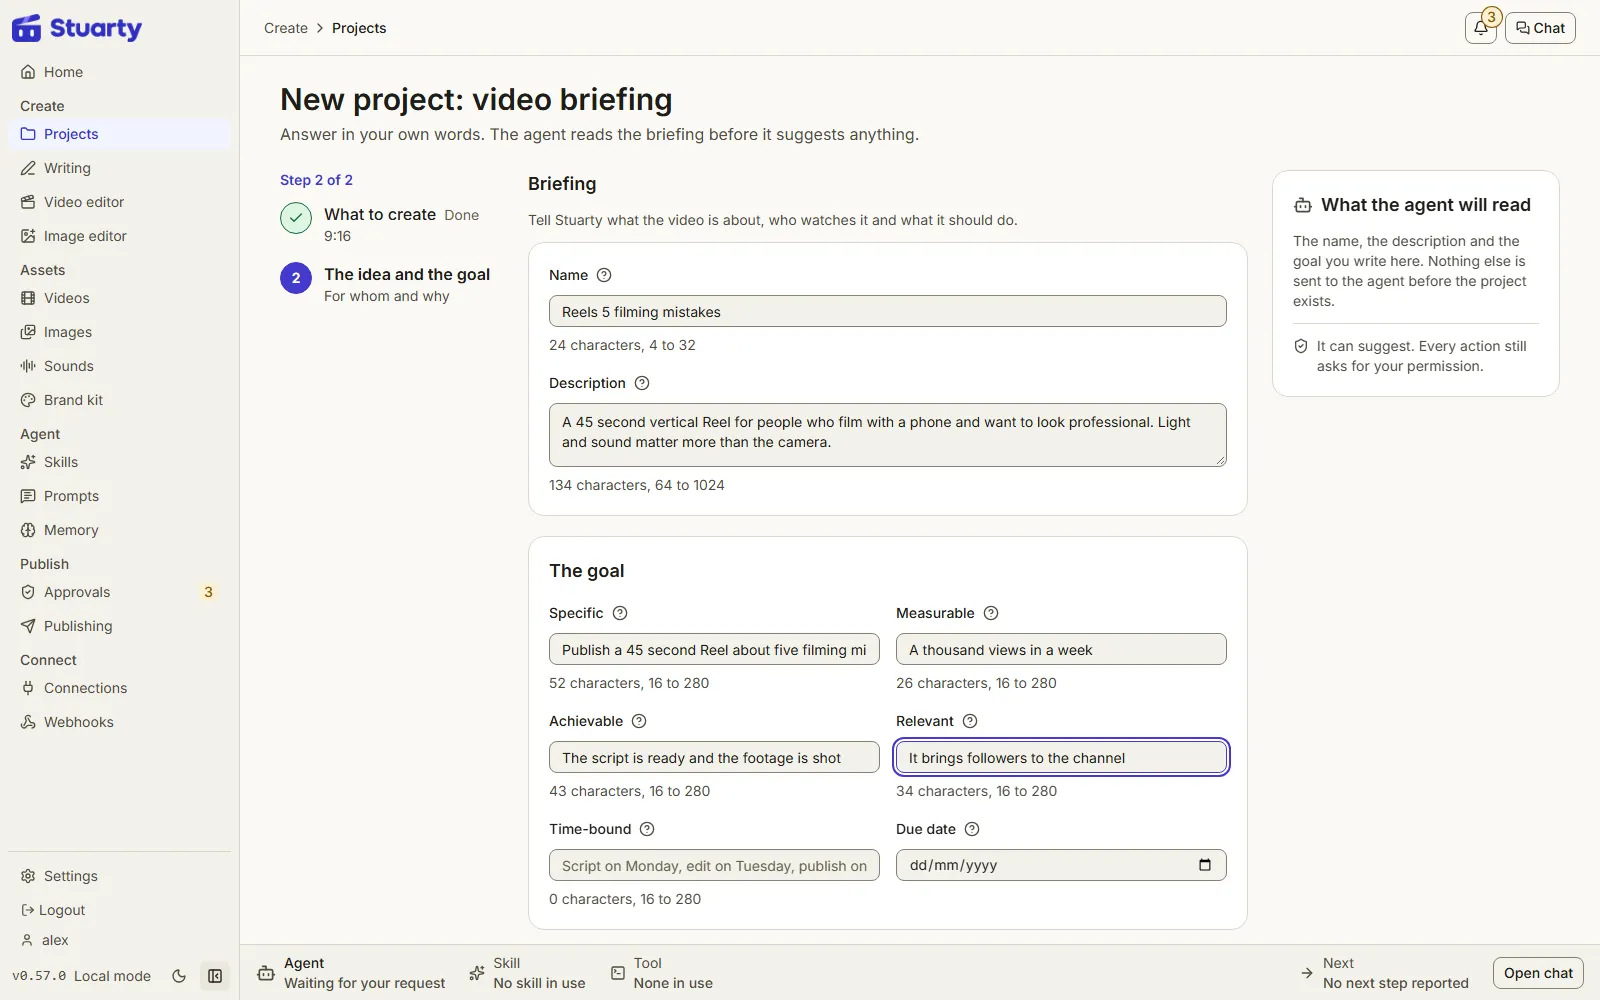 Stuarty
Home
Create
Projects
Writing
Video editor
Image editor
Assets
Videos
Images
Sounds
Brand kit
Agent
Skills
Prompts
Memory
Publish
Approvals 3
Publishing
Connect
Connections
Webhooks
Settings
Logout
alex
v0.57.0 Local mode
Create > Projects
3
Chat
New project: video briefing
Answer in your own words. The agent reads the briefing before it suggests anything.
Step 2 of 2
What to create Done
9:16
2 The idea and the goal
For whom and why
Briefing
Tell Stuarty what the video is about, who watches it and what it should do.
Name
Reels 5 filming mistakes
24 characters, 4 to 32
Description
A 45 second vertical Reel for people who film with a phone and want to look professional. Light
and sound matter more than the camera.
134 characters, 64 to 1024
The goal
Specific
Publish a 45 second Reel about five filming mi
52 characters, 16 to 280
Measurable
A thousand views in a week
26 characters, 16 to 280
Achievable
The script is ready and the footage is shot
43 characters, 16 to 280
Relevant
It brings followers to the channel
34 characters, 16 to 280
Time-bound
Script on Monday, edit on Tuesday, publish on
0 characters, 16 to 280
Due date
dd/mm/yyyy
What the agent will read
The name, the description and the
goal you write here. Nothing else is
sent to the agent before the project
exists.
It can suggest. Every action still
asks for your permission.
Agent
Waiting for your request
Skill
No skill in use
Tool
None in use
Next
No next step reported
Open chat